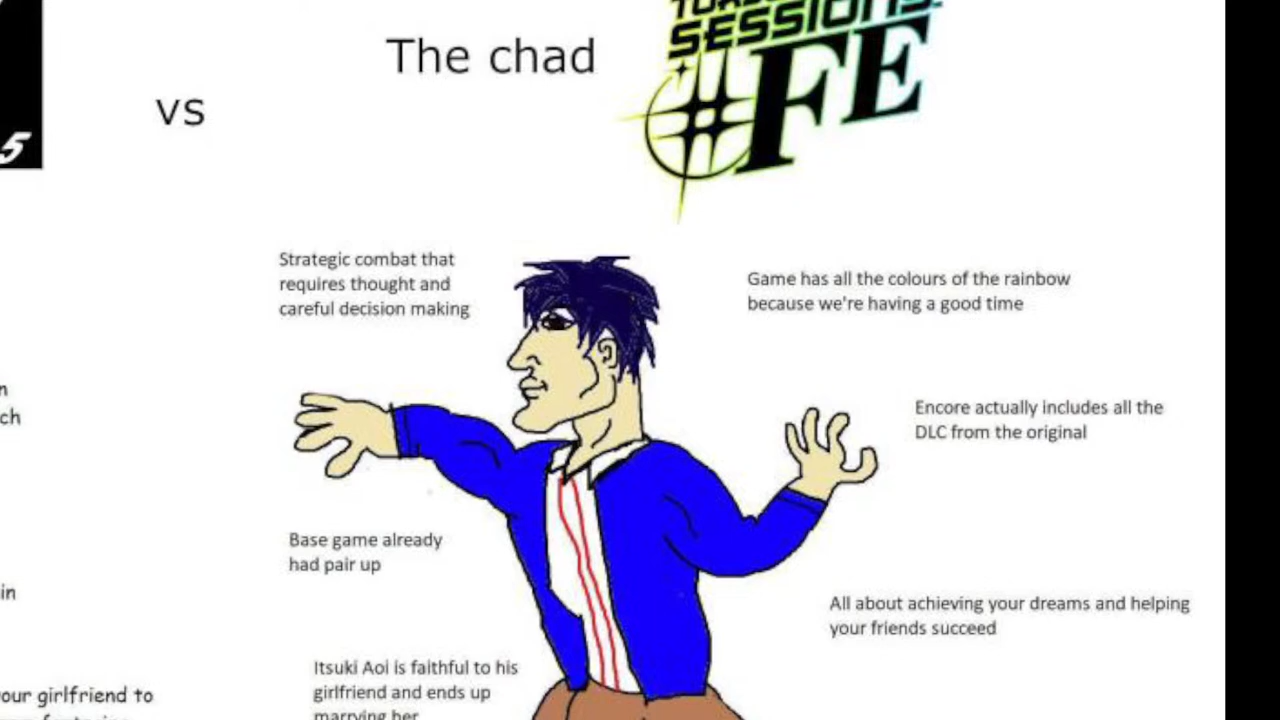 SESSIONS
The chad
#FE
vs
5
Strategic combat that
requires thought and
careful decision making
Game has all the colours of the rainbow
because we're having a good time
Encore actually includes all the
DLC from the original
Base game already
had pair up
in
All about achieving your dreams and helping
your friends succeed
Itsuki Aoi is faithful to his
girlfriend and ends up
marrying her
girlfriend to